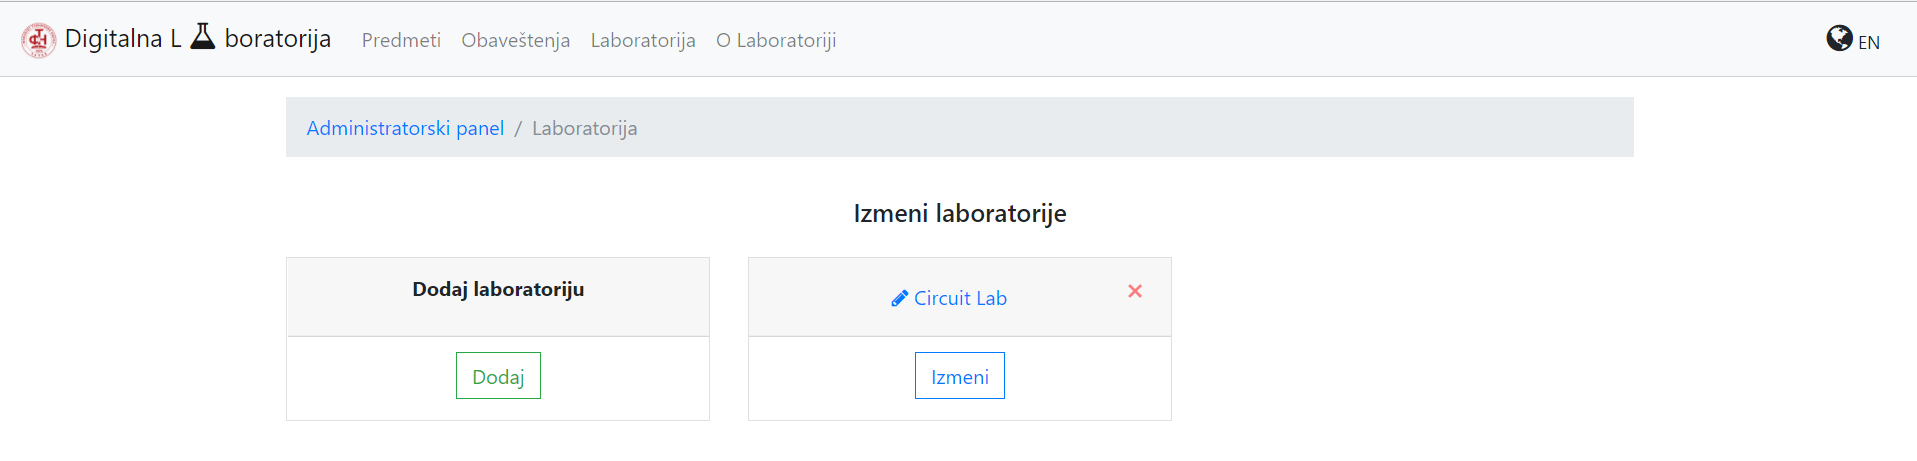 Digitalna L boratorija Predmeti Obaveštenja Laboratorija O Laboratoriji EN
Administratorski panel / Laboratorija
Izmeni laboratorije
Dodaj laboratoriju
Dodaj
Circuit Lab
Izmeni